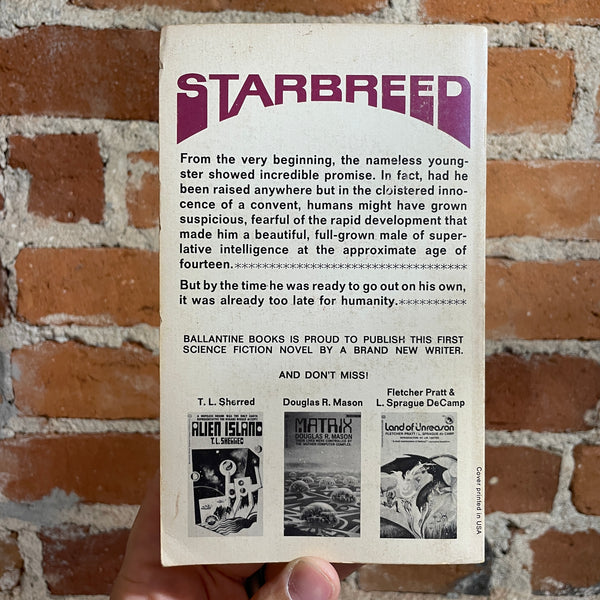 STARBREED
From the very beginning, the nameless young-
ster showed incredible promise. In fact, had he
been raised anywhere but in the cloistered inno-
cence of a convent, humans might have grown
suspicious, fearful of the rapid development that
made him a beautiful, full-grown male of super-
lative intelligence at the approximate age of
fourteen.**********************************
But by the time he was ready to go out on his own,
it was already too late for humanity.**********
BALLANTINE BOOKS IS PROUD TO PUBLISH THIS FIRST
SCIENCE FICTION NOVEL BY A BRAND NEW WRITER.
AND DON'T MISS!
T. L. Sherred
Douglas R. Mason
Fletcher Pratt &
L. Sprague DeCamp
ALIEN ISLAND
T.L. SHERRED
MATRIX
DOUGLAS R. MASON
Land of Unreason
FLETCHER PRATT / L. SPRAGUE de CAMP
Cover printed in USA